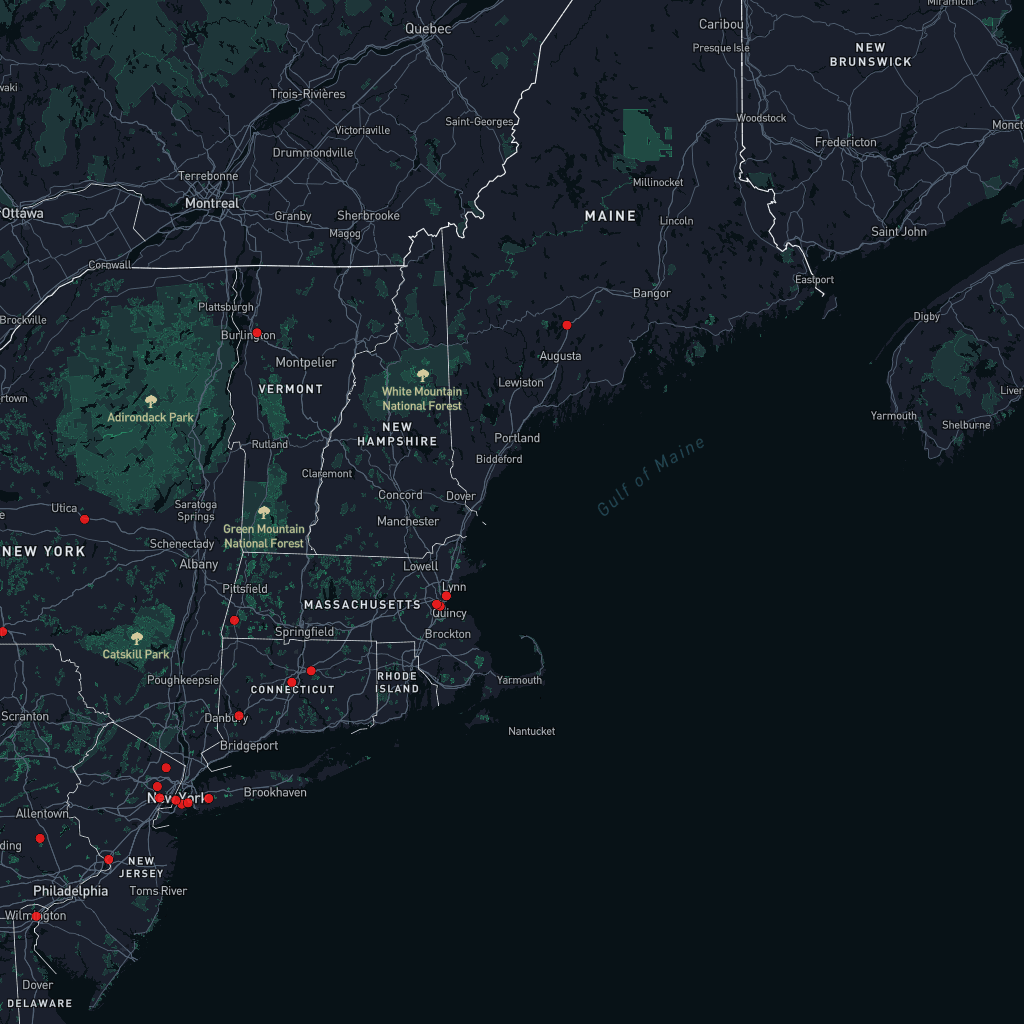 Quebec
Caribou
Miramichi
Presque Isle
NEW
BRUNSWICK
Trois-Rivières
Victoriaville
Saint-Georges
Woodstock
Drummondville
Fredericton
Terrebonne
Millinocket
Montreal
Ottawa
Granby
Sherbrooke
MAINE
Lincoln
Magog
Saint John
Cornwall
Eastport
Bangor
Plattsburgh
Digby
Brockville
Burlington
Augusta
Montpelier
VERMONT
Lewiston
White Mountain
National Forest
Adirondack Park
Yarmouth
Shelburne
NEW
HAMPSHIRE
Portland
Rutland
Biddeford
Gulf of Maine
Claremont
Concord
Dover
Utica
Saratoga
Springs
Manchester
Green Mountain
National Forest
NEW YORK
Schenectady
Albany
Lowell
Pittsfield
Lynn
MASSACHUSETTS
Quincy
Springfield
Brockton
Catskill Park
Poughkeepsie
CONNECTICUT
RHODE
ISLAND
Yarmouth
Scranton
Danbury
Nantucket
Bridgeport
New York
Brookhaven
Allentown
NEW
JERSEY
Philadelphia
Toms River
Wilmington
Dover
DELAWARE